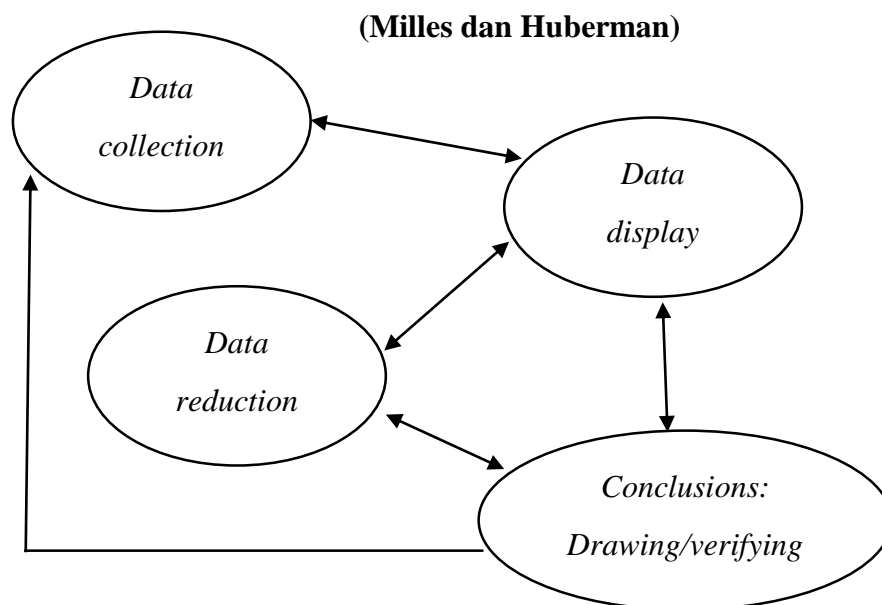 (Milles dan Huberman)
Data
collection
Data
display
Data
reduction
Conclusions:
Drawing/verifying